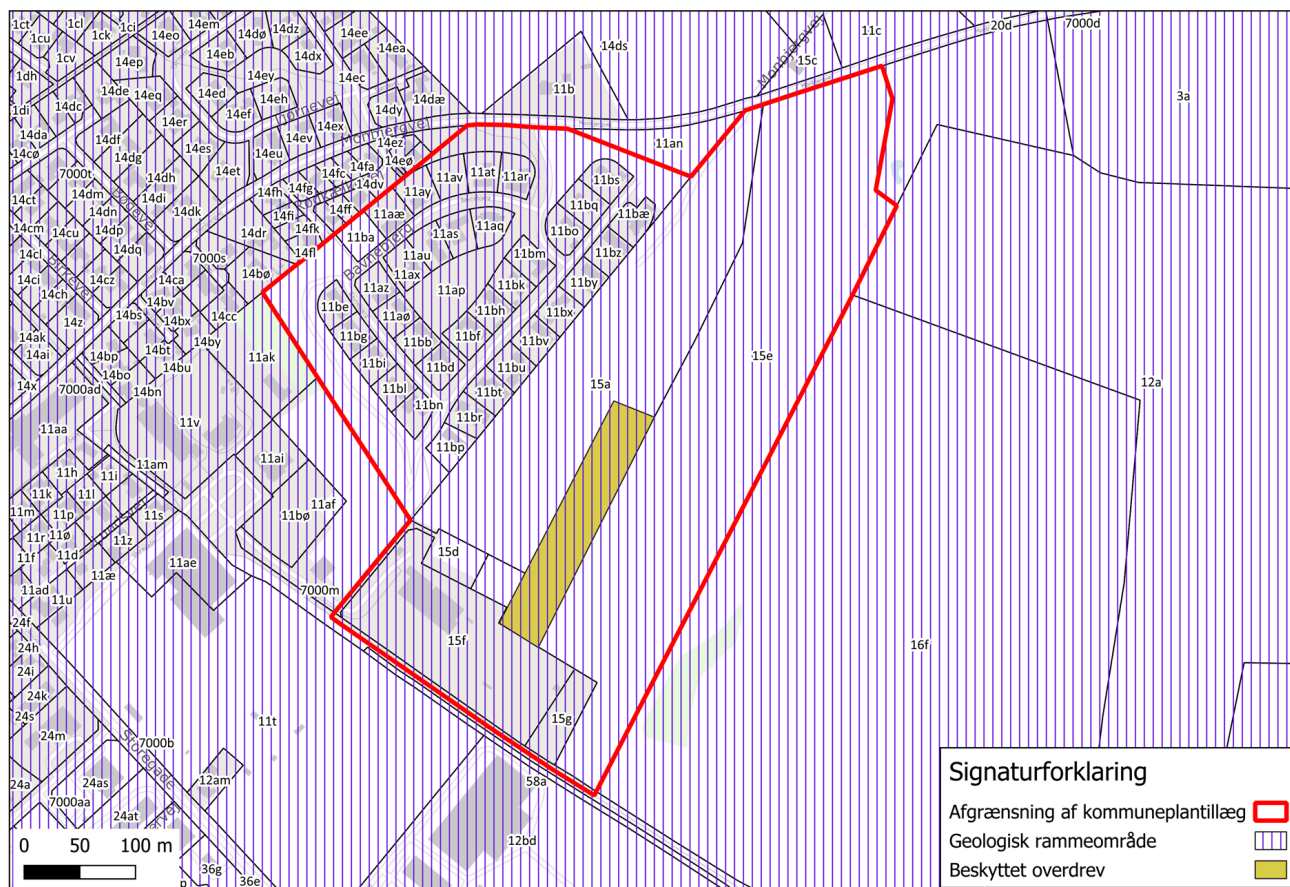 1ct
1cl
1ci
14em
14dø
14dz
14ee
14ds
11c
20d
7000d
1cu
1ck
14eo
14eb
14dx
14ea
15c
Monbjergvej
1cv
14ep
14ey
14ec
11b
3a
1dh
14de
14eq
14ed
14eh
14dy
14dæ
1di
14dc
14ef
Tjørnevej
14er
14ev
14ex
Monbjergvej
14da
14df
14es
14eu
14ez
11an
14cø
14dg
14et
14fa
14eø
11av
11at
11ar
7000t
14dh
14fc
14dv
11ay
11bs
14ct
14dm
14di
14fh
14fg
11bq
14dn
Bøgevej
14dk
14fi
14ff
11aæ
11bæ
14cm
14cu
14dp
14dr
14fk
11ba
11as
11aq
11bo
14cl
14dq
7000s
14fl
Bavnebjerg
11au
11bm
11bz
14ci
Birkevej
14cz
14ca
14bø
11ax
11az
11ap
11bk
11by
14ch
14bv
14cc
11be
11aø
11bh
11bx
14z
14bs
14bx
11bg
11bb
11bf
11bv
14ak
14by
11ak
15e
14ai
14bp
14bt
11bi
11bd
11bu
14x
7000ad
14bo
14bu
11bl
11bt
15a
12a
14bn
11bn
11br
11aa
11v
11bp
11h
11i
11am
11ai
11k
11l
11af
11m
11p
11s
11bø
11r
11ø
11z
11f
11d
11ae
15d
11ad
11æ
7000m
11u
24f
15f
16f
24h
24i
24k
24s
11t
15g
24m
Storegade
7000b
24a
24as
12am
58a
7000aa
24at
12bd
36g
36e
0 50 100 m
Signaturforklaring
Afgrænsning af kommuneplantillæg
Geologisk rammeområde
Beskyttet overdrev